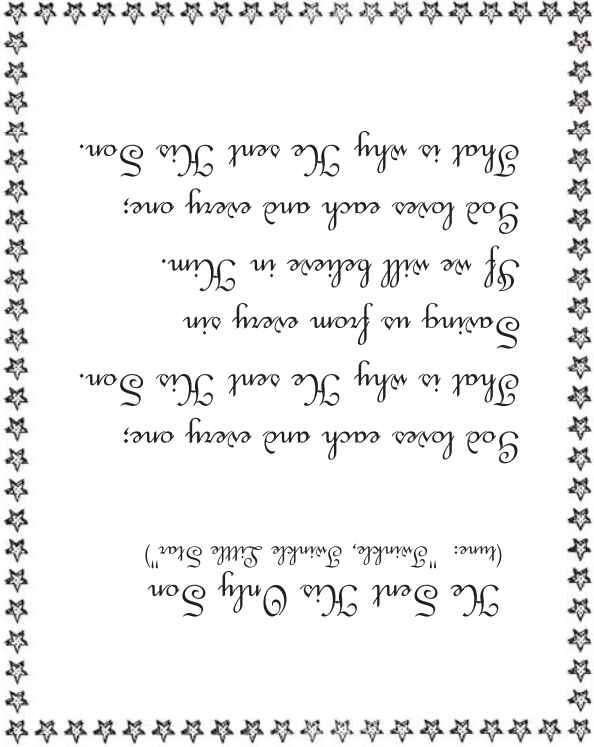 He Sent His Only Son
(tune: "Twinkle, Twinkle Little Star")
God loves each and every one;
That is why He sent His Son.
Saving us from every sin
If we will believe in Him.
God loves each and every one;
That is why He sent His Son.